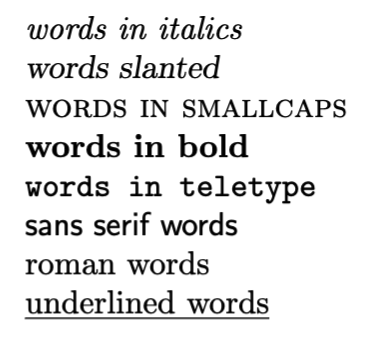 words in italics
words slanted
WORDS IN SMALLCAPS
words in bold
words in teletype
sans serif words
roman words
underlined words